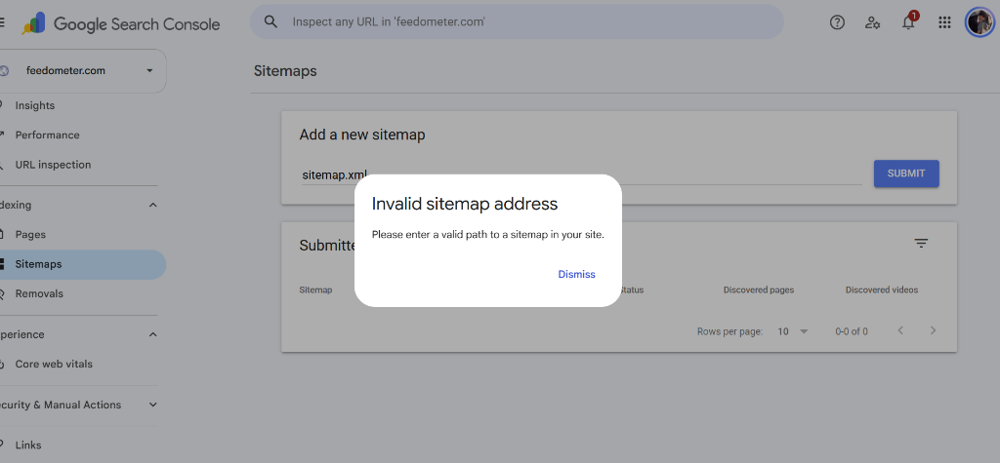 Google Search Console
Inspect any URL in 'feedometer.com'
1
feedometer.com
Sitemaps
Insights
Performance
URL inspection
Add a new sitemap
sitemap.xml
SUBMIT
Invalid sitemap address
Please enter a valid path to a sitemap in your site.
Dismiss
dexing
Pages
Sitemaps
Removals
Submitte
Sitemap
Status
Discovered pages
Discovered videos
Rows per page:
10
0-0 of 0
perience
Core web vitals
curity & Manual Actions
Links